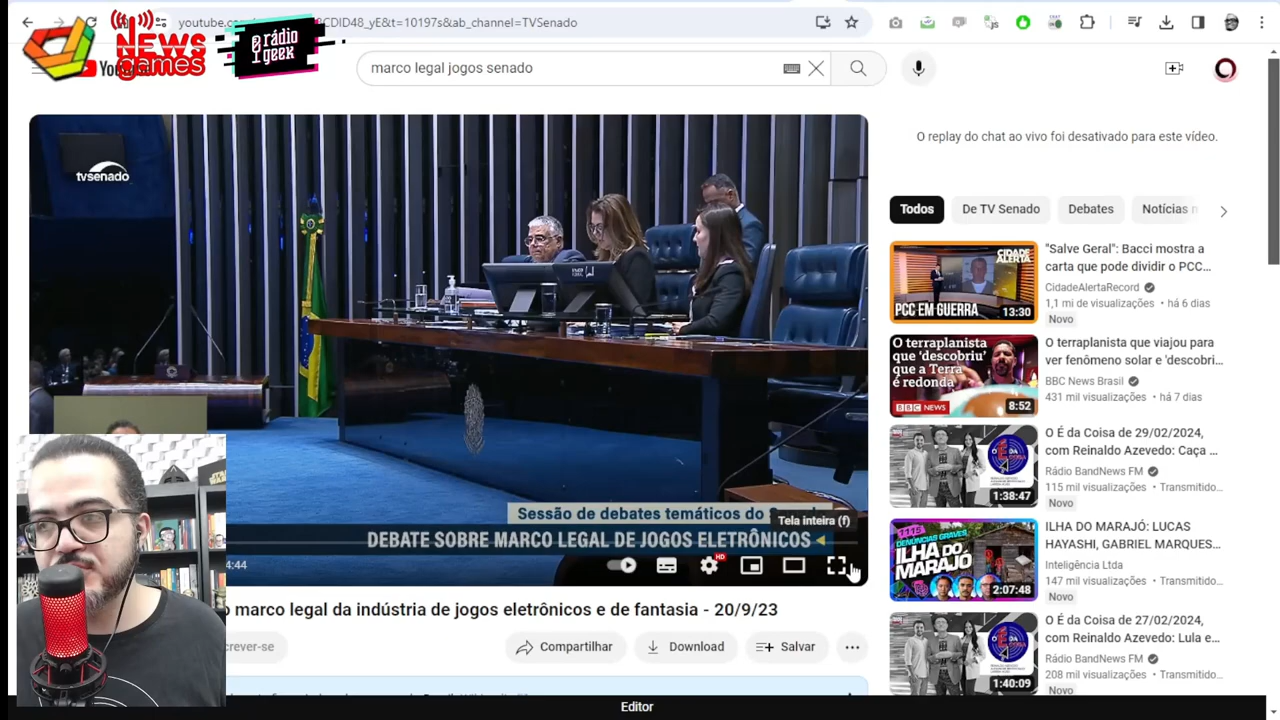 youtube.com
CDID48_yE&t=10197s&ab_channel=TVSenado
NEWS
games
rádio
geek
marco legal jogos senado
tvsenado
Sessão de debates temáticos do
Tela inteira (f)
DEBATE SOBRE MARCO LEGAL DE JOGOS ELETRÔNICOS
4:44
HD
marco legal da indústria de jogos eletrônicos e de fantasia - 20/9/23
crever-se
Compartilhar
Download
Salvar
O replay do chat ao vivo foi desativado para este vídeo.
Todos
De TV Senado
Debates
Notícias
CIDADE
ALERTA
PCC EM GUERRA
13:30
"Salve Geral": Bacci mostra a
carta que pode dividir o PCC...
CidadeAlertaRecord
1,1 mi de visualizações • há 6 dias
Novo
O terraplanista
que 'descobriu'
que a Terra
é redonda
BBC NEWS
8:52
O terraplanista que viajou para
ver fenômeno solar e 'descobri...
BBC News Brasil
431 mil visualizações • há 7 dias
1:38:47
O É da Coisa de 29/02/2024,
com Reinaldo Azevedo: Caça ...
Rádio BandNews FM
115 mil visualizações • Transmitido...
Novo
DENÚNCIAS GRAVES
ILHA DO
MARAJÓ
2:07:48
ILHA DO MARAJÓ: LUCAS
HAYASHI, GABRIEL MARQUES...
Inteligência Ltda
147 mil visualizações • Transmitido...
Novo
1:40:09
O É da Coisa de 27/02/2024,
com Reinaldo Azevedo: Lula e...
Rádio BandNews FM
208 mil visualizações • Transmitido...
Novo
Editor